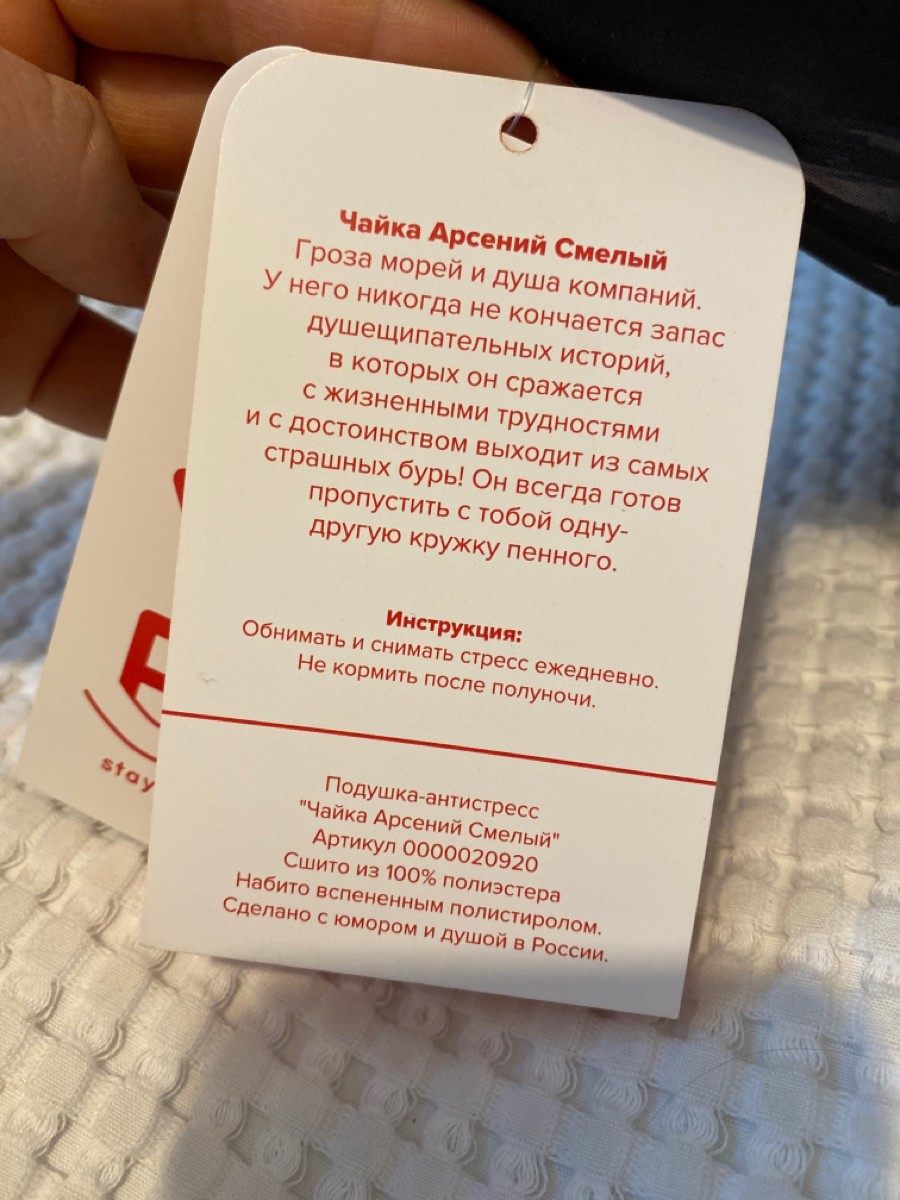 Чайка Арсений Смелый
Гроза морей и душа компаний.
У него никогда не кончается запас
душещипательных историй,
в которых он сражается
с жизненными трудностями
и с достоинством выходит из самых
страшных бурь! Он всегда готов
пропустить с тобой одну-
другую кружку пенного.
Инструкция:
Обнимать и снимать стресс ежедневно.
Не кормить после полуночи.
Подушка-антистресс
"Чайка Арсений Смелый"
Артикул 0000020920
Сшито из 100% полиэстера
Набито вспененным полистиролом.
Сделано с юмором и душой в России.
stay